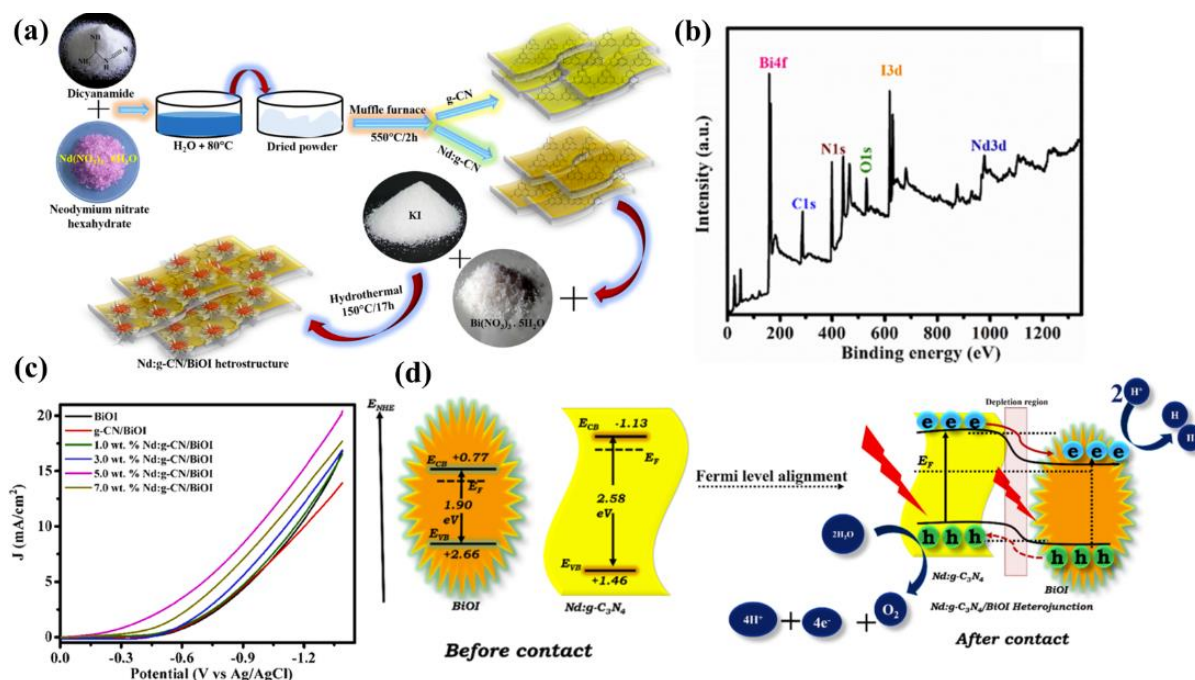 (a)
Dicyanamide
+
Nd(NO3)3 . 6H2O
Neodymium nitrate
hexahydrate
H2O + 80°C
Dried powder
Muffle furnace
550°C/2h
g-CN
Nd:g-CN
KI
+
Bi(NO3)3 . 5H2O
+
Hydrothermal
150°C/17h
Nd:g-CN/BiOI hetrostructure
(b)
Intensity (a.u.)
Bi4f
C1s
N1s
O1s
I3d
Nd3d
0 200 400 600 800 1000 1200
Binding energy (eV)
(c)
J (mA/cm2)
20
15
10
5
0
BiOI
g-CN/BiOI
1.0 wt. % Nd:g-CN/BiOI
3.0 wt. % Nd:g-CN/BiOI
5.0 wt. % Nd:g-CN/BiOI
7.0 wt. % Nd:g-CN/BiOI
0.0 -0.3 -0.6 -0.9 -1.2
Potential (V vs Ag/AgCl)
(d)
ENHE
ECB +0.77
EF
1.90
eV
EVB
+2.66
BiOI
ECB -1.13
EF
2.58
eV
EVB
+1.46
Nd:g-C3N4
Before contact
Fermi level alignment
Depletion region
e e e
e e e
EF
h h h
h h h
2H2O
Nd:g-C3N4
BiOI
Nd:g-C3N4/BiOI Heterojunction
4H+ + 4e- + O2
2 H+
H
H
After contact